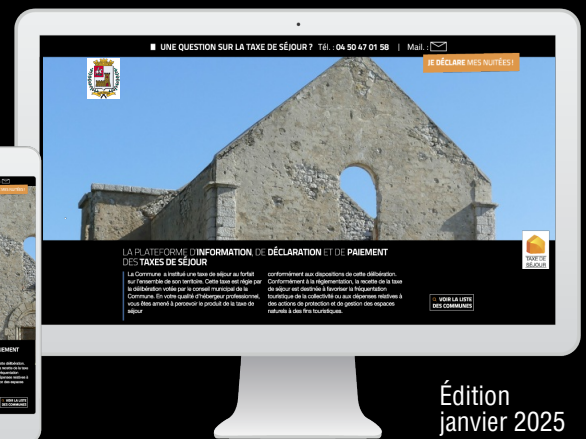 UNE QUESTION SUR LA TAXE DE SÉJOUR ? Tél. : 04 50 47 01 58 | Mail. :
JE DÉCLARE MES NUITÉES !
LA PLATEFORME D'INFORMATION, DE DÉCLARATION ET DE PAIEMENT
DES TAXES DE SÉJOUR
La Commune a institué une taxe de séjour au forfait
sur l'ensemble de son territoire. Cette taxe est régie par
la délibération votée par le conseil municipal de la
Commune. En votre qualité d'hébergeur professionnel,
vous êtes amené à percevoir le produit de la taxe de
séjour
conformément aux dispositions de cette délibération.
Conformément à la réglementation, la recette de la taxe
de séjour est destinée à favoriser la fréquentation
touristique de la collectivité ou aux dépenses relatives à
des actions de protection et de gestion des espaces
naturels à des fins touristiques.
TAXE DE
SÉJOUR
VOIR LA LISTE
DES COMMUNES
Édition
janvier 2025